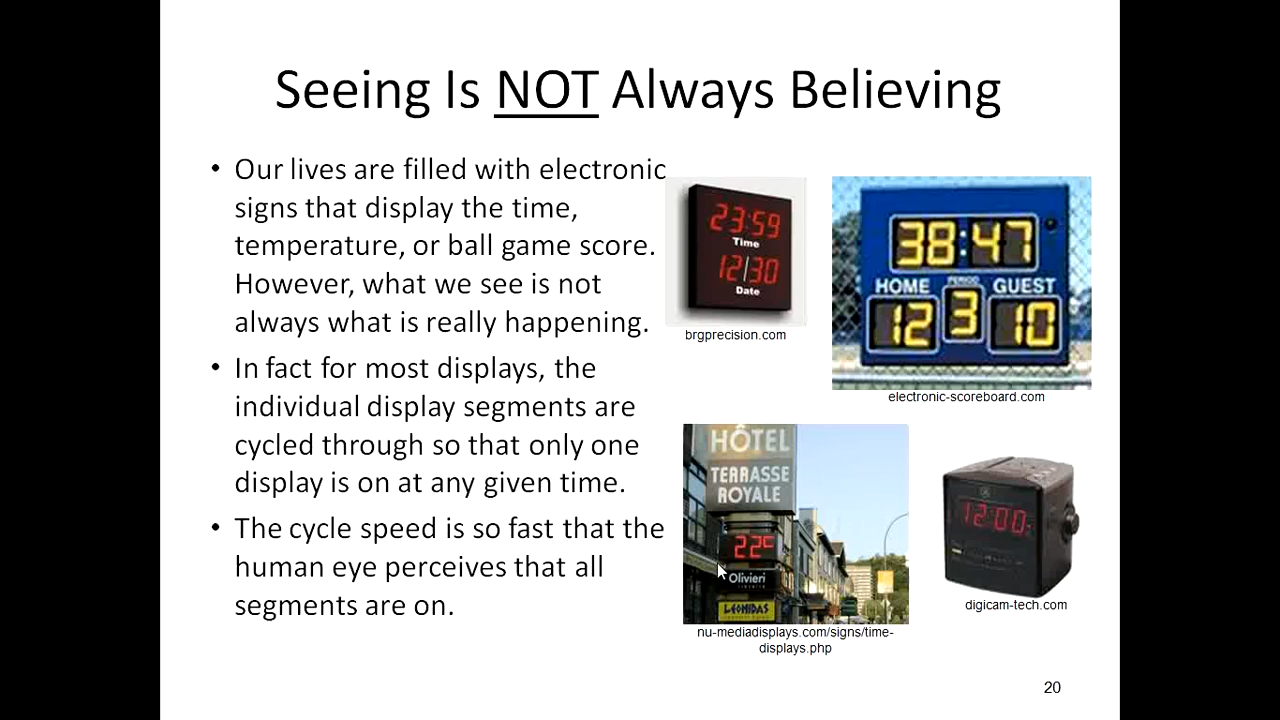 Seeing Is NOT Always Believing
• Our lives are filled with electronic
signs that display the time,
temperature, or ball game score.
However, what we see is not
always what is really happening.
• In fact for most displays, the
individual display segments are
cycled through so that only one
display is on at any given time.
• The cycle speed is so fast that the
human eye perceives that all
segments are on.
23:59
Time
12|30
Date
brgprecision.com
38:47
HOME PERIOD GUEST
12 3 10
electronic-scoreboard.com
HÔTEL
TERRASSE
ROYALE
22c
Olivieri
LEONIDAS
nu-mediadisplays.com/signs/time-
displays.php
12:00
digicam-tech.com
20